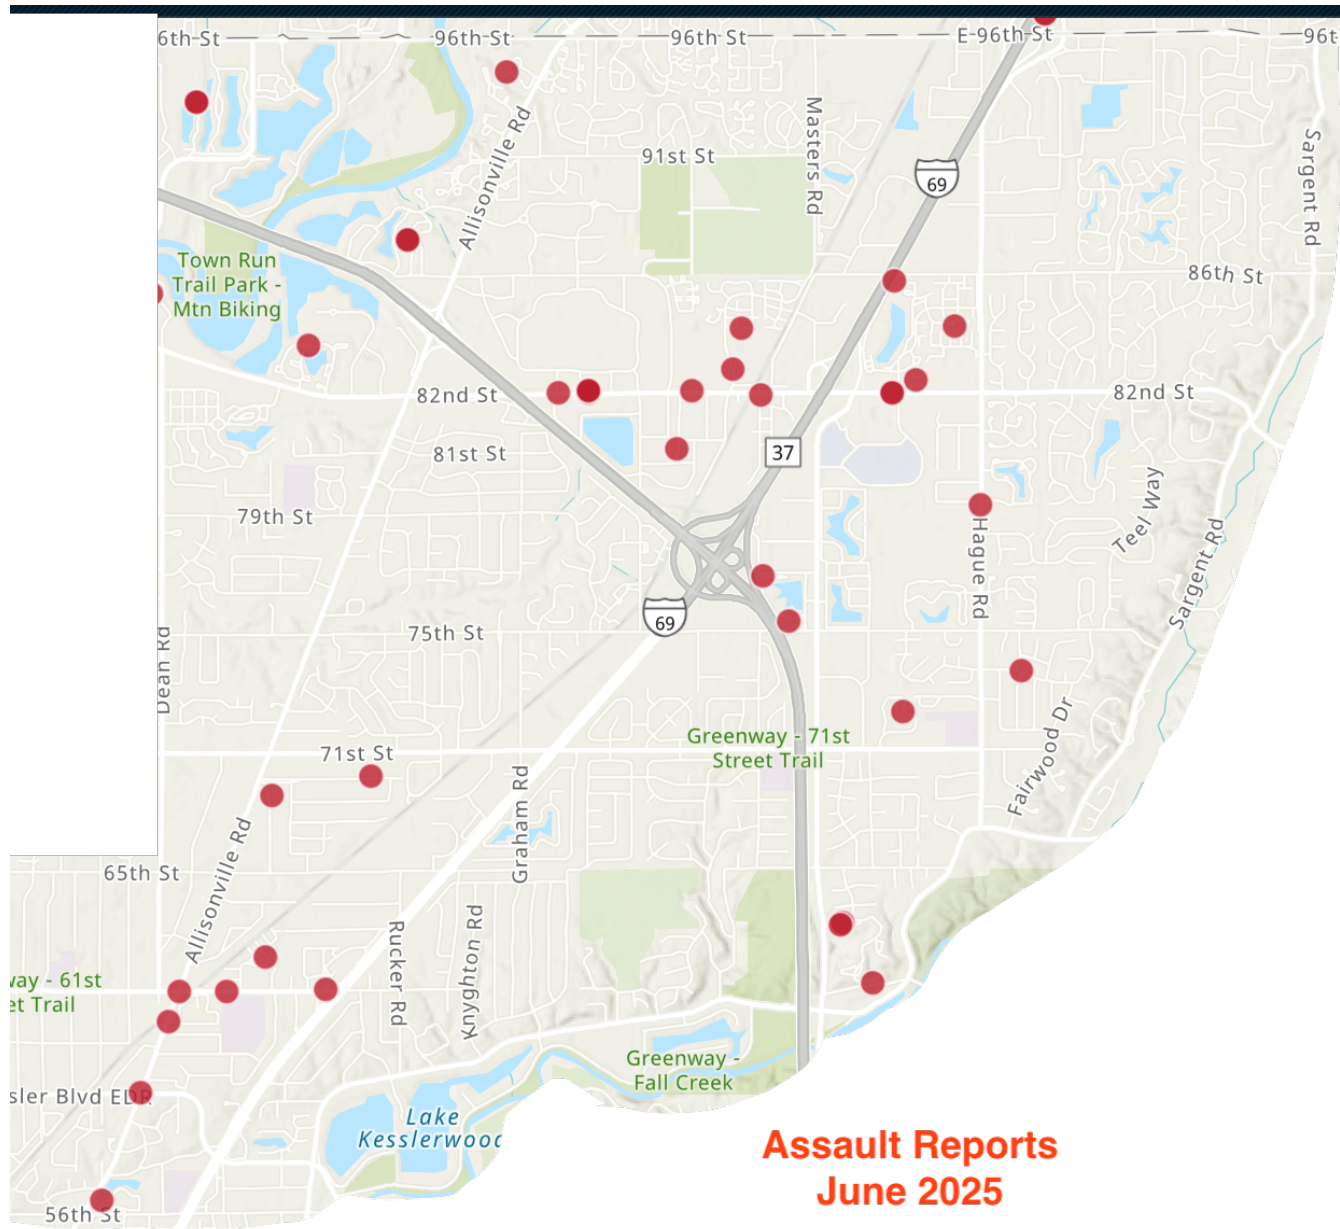 6th St
96th St
96th St
E 96th St
96t
Allisonville Rd
Masters Rd
91st St
69
Sargent Rd
Town Run
Trail Park -
Mtn Biking
86th St
82nd St
82nd St
81st St
37
79th St
Teel Way
Hague Rd
Sargent Rd
69
75th St
Dean Rd
71st St
Greenway - 71st
Street Trail
Fairwood Dr
Graham Rd
Allisonville Rd
65th St
Rucker Rd
Knyghton Rd
way - 61st
et Trail
Greenway -
Fall Creek
sler Blvd EDR
Lake
Kesslerwood
56th St
Assault Reports
June 2025